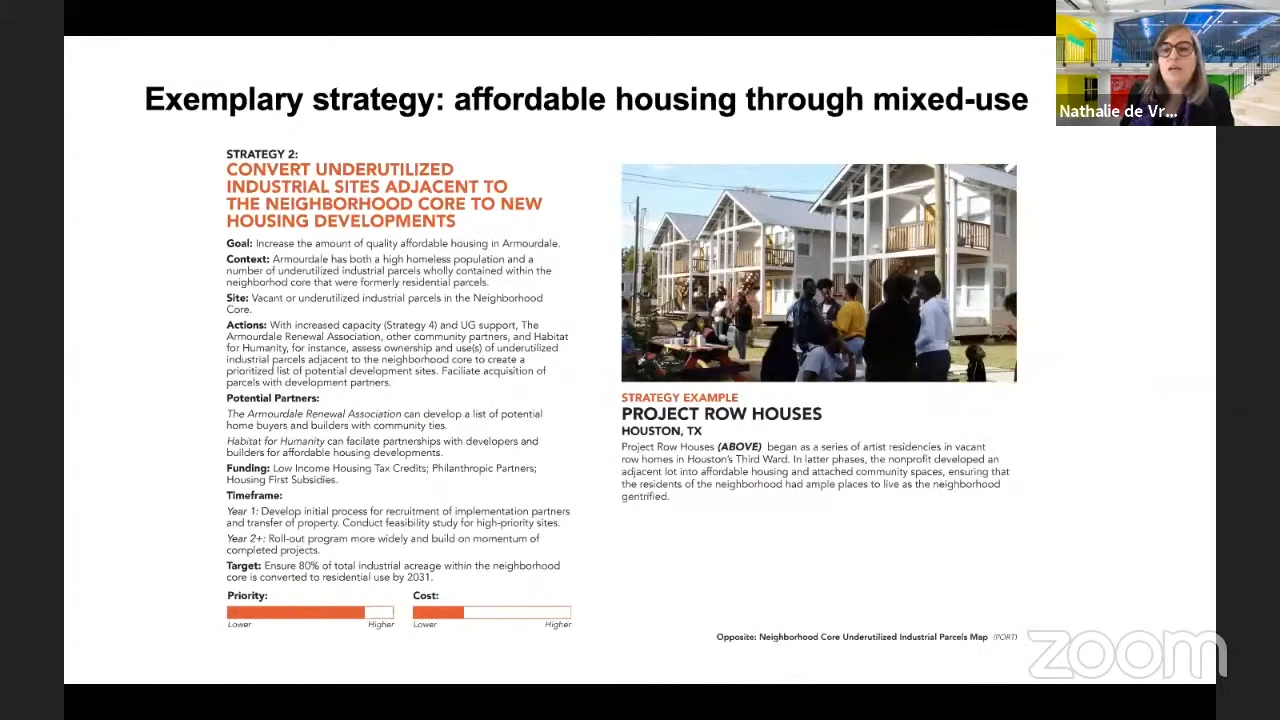 Exemplary strategy: affordable housing through mixed-use
Nathalie de Vr...
STRATEGY 2:
CONVERT UNDERUTILIZED
INDUSTRIAL SITES ADJACENT TO
THE NEIGHBORHOOD CORE TO NEW
HOUSING DEVELOPMENTS
Goal: Increase the amount of quality affordable housing in Armourdale.
Context: Armourdale has both a high homeless population and a
number of underutilized industrial parcels wholly contained within the
neighborhod core that were formerly residential parcels.
Site: Vacant or underutilized industrial parcels in the Neighborhood
Core.
Actions: With increased capacity (Strategy 4) and UG support, The
Armourdale Renewal Association, other community partners, and Habitat
for Humanity, for instance, assess ownership and use(s) of underutilized
industrial parcels adjacent to the neighborhood core to create a
prioritized list of potential development sites. Faciliate acquisition of
parcels with development partners.
Potential Partners:
The Armourdale Renewal Association can develop a list of potential
home buyers and builders with community ties.
Habitat for Humanity can facilate partnerships with developers and
builders for affordable housing developments.
Funding: Low Income Housing Tax Credits; Philanthropic Partners;
Housing First Subsidies.
Timeframe:
Year 1: Develop initial process for recruitment of implementation partners
and transfer of property. Conduct feasibility study for high-priority sites.
Year 2+: Roll-out program more widely and build on momentum of
completed projects.
Target: Ensure 80% of total industrial acreage within the neighborhood
core is converted to residential use by 2031.
Priority:
Lower Higher
Cost:
Lower Higher
STRATEGY EXAMPLE
PROJECT ROW HOUSES
HOUSTON, TX
Project Row Houses (ABOVE) began as a series of artist residencies in vacant
row homes in Houston's Third Ward. In latter phases, the nonprofit developed an
adjacent lot into affordable housing and attached community spaces, ensuring that
the residents of the neighborhood had ample places to live as the neighborhood
gentrified.
Opposite: Neighborhood Core Underutilized Industrial Parcels Map (PORT)
zoom